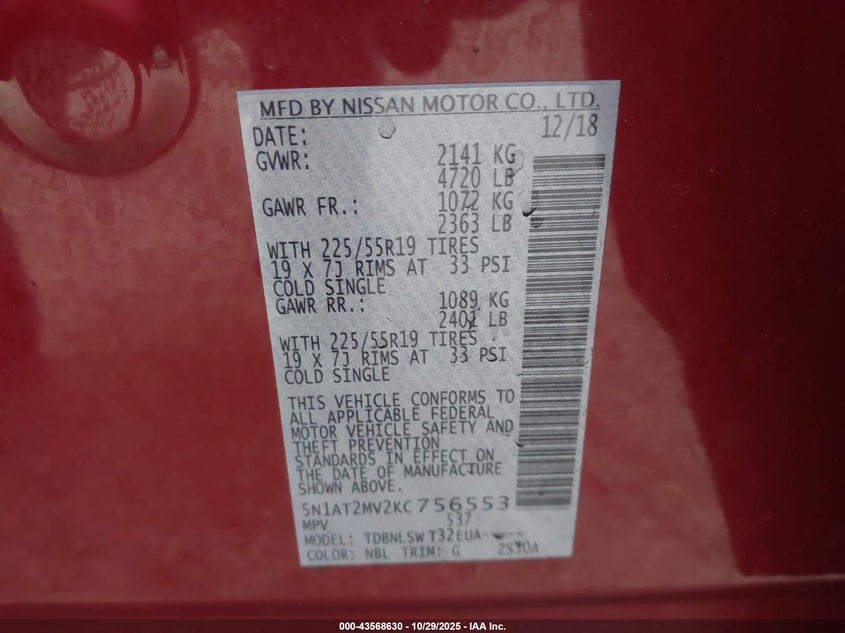 MFD BY NISSAN MOTOR CO., LTD.
DATE: 12/18
GVWR: 2141 KG
4720 LB
GAWR FR.: 1072 KG
2363 LB
WITH 225/55R19 TIRES
19 X 7J RIMS AT 33 PSI
COLD SINGLE
GAWR RR.: 1089 KG
2401 LB
WITH 225/55R19 TIRES
19 X 7J RIMS AT 33 PSI
COLD SINGLE
THIS VEHICLE CONFORMS TO
ALL APPLICABLE FEDERAL
MOTOR VEHICLE SAFETY AND
THEFT PREVENTION
STANDARDS IN EFFECT ON
THE DATE OF MANUFACTURE
SHOWN ABOVE.
5N1AT2MV2KC756553
MPV 537
MODEL: TDBNLSWT32EUA-----
COLOR: NBL TRIM: G ZS30A
000-43568630 - 10/29/2025 - IAA Inc.